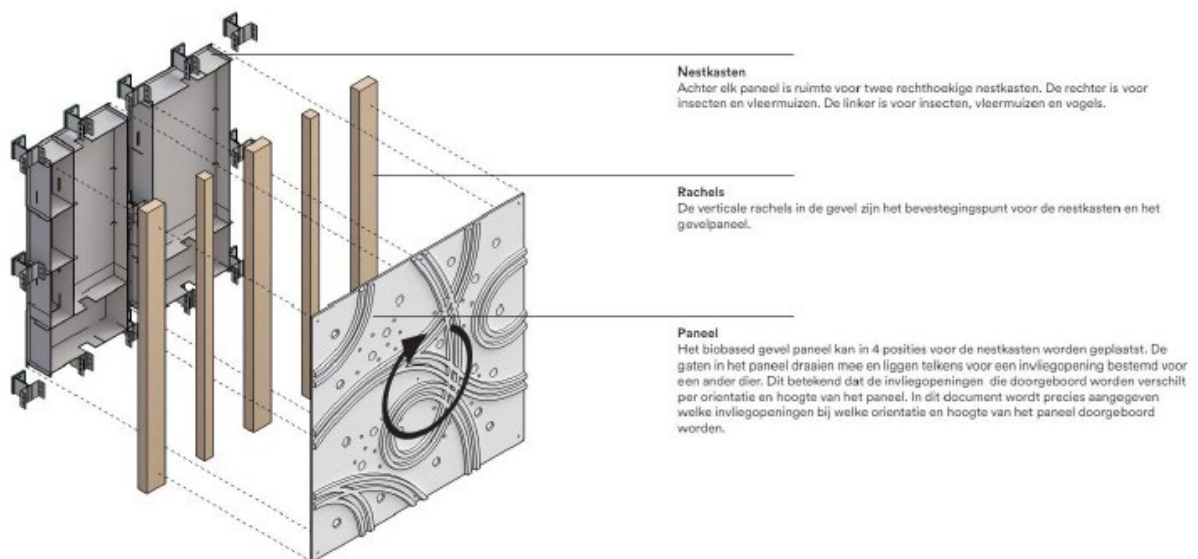 Nestkasten
Achter elk paneel is ruimte voor twee rechthoekige nestkasten. De rechter is voor
insecten en vleermuizen. De linker is voor insecten, vleermuizen en vogels.
Rachels
De verticale rachels in de gevel zijn het bevestegingspunt voor de nestkasten en het
gevelpaneel.
Paneel
Het biobased gevel paneel kan in 4 posities voor de nestkasten worden geplaatst. De
gaten in het paneel draaien mee en liggen telkens voor een invliegopening bestemd voor
een ander dier. Dit betekend dat de invliegopeningen die doorgeboord worden verschilt
per orientatie en hoogte van het paneel. In dit document wordt precies aangegeven
welke invliegopeningen bij welke orientatie en hoogte van het paneel doorgeboord
worden.